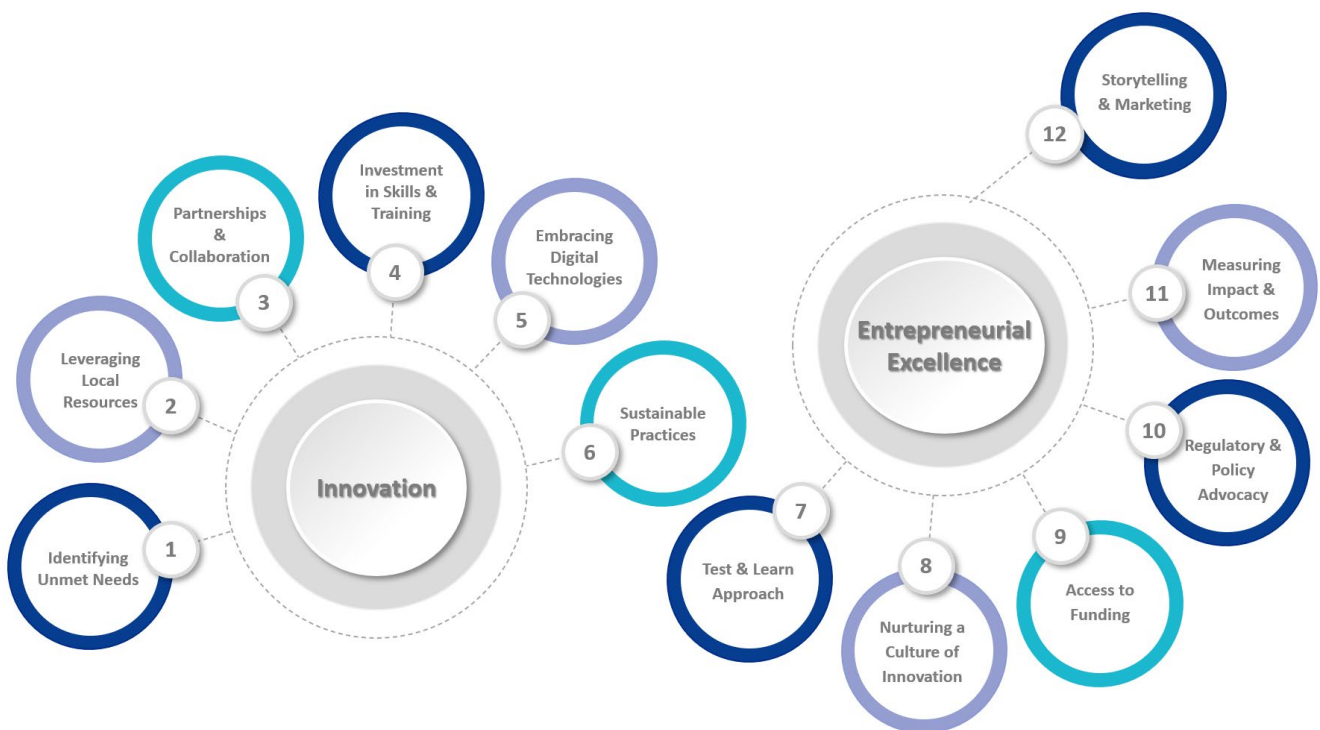 Identifying
Unmet Needs
1
Leveraging
Local
Resources
2
Partnerships
&
Collaboration
3
Investment
in Skills &
Training
4
Embracing
Digital
Technologies
5
Sustainable
Practices
6
Innovation
Test & Learn
Approach
7
Nurturing a
Culture of
Innovation
8
Access to
Funding
9
Regulatory &
Policy
Advocacy
10
Measuring
Impact &
Outcomes
11
Storytelling
& Marketing
12
Entrepreneurial
Excellence